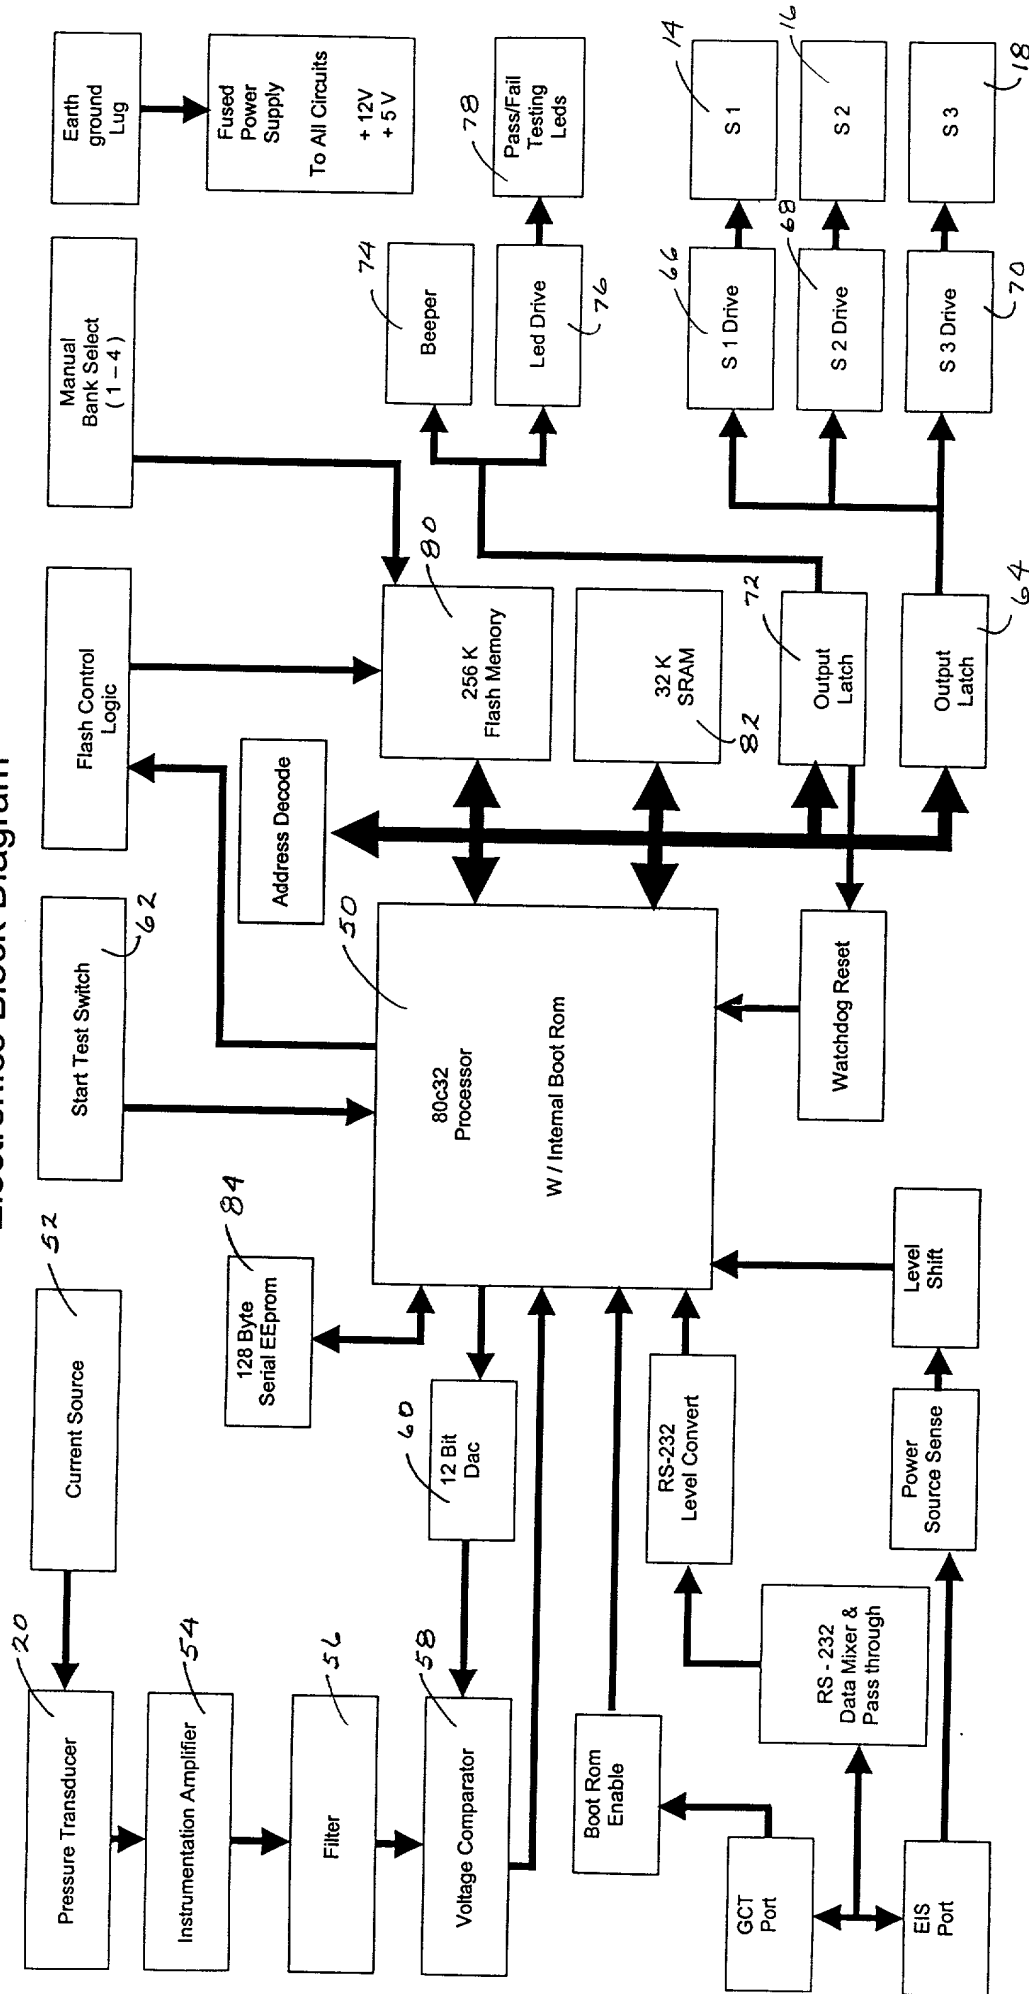 Electronics Block Diagram
Pressure Transducer
20
Current Source
52
Start Test Switch
62
Flash Control
Logic
Manual
Bank Select
( 1 – 4 )
Earth
ground
Lug
Instrumentation Amplifier
54
Fused
Power
Supply
To All Circuits
+ 12V
+ 5 V
128 Byte
Serial EEprom
84
Address Decode
Filter
56
80c32
Processor
W / Internal Boot Rom
50
256 K
Flash Memory
80
Beeper
74
Pass/Fail
Testing
Leds
78
Voltage Comparator
58
12 Bit
Dac
60
Led Drive
76
Boot Rom
Enable
32 K
SRAM
82
RS-232
Level Convert
S 1 Drive
66
S 1
14
GCT
Port
RS - 232
Data Mixer &
Pass through
Output
Latch
72
S 2 Drive
68
S 2
16
Watchdog Reset
EIS
Port
Power
Source Sense
Level
Shift
Output
Latch
64
S 3 Drive
70
S 3
18